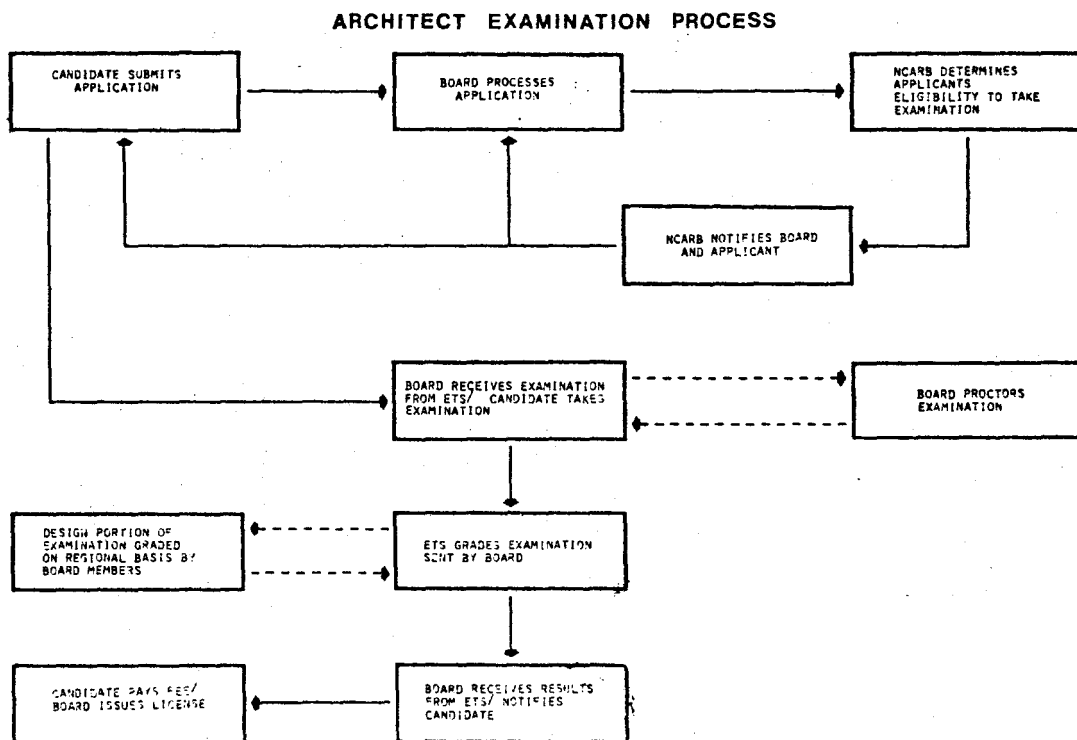 ARCHITECT EXAMINATION PROCESS
CANDIDATE SUBMITS
APPLICATION
BOARD PROCESSES
APPLICATION
NCARB DETERMINES
APPLICANTS
ELIGIBILITY TO TAKE
EXAMINATION
NCARB NOTIFIES BOARD
AND APPLICANT
BOARD RECEIVES EXAMINATION
FROM ETS/ CANDIDATE TAKES
EXAMINATION
BOARD PROCTORS
EXAMINATION
DESIGN PORTION OF
EXAMINATION GRADED
ON REGIONAL BASIS BY
BOARD MEMBERS
ETS GRADES EXAMINATION
SENT BY BOARD
CANDIDATE PAYS FEE/
BOARD ISSUES LICENSE
BOARD RECEIVES RESULTS
FROM ETS/ NOTIFIES
CANDIDATE